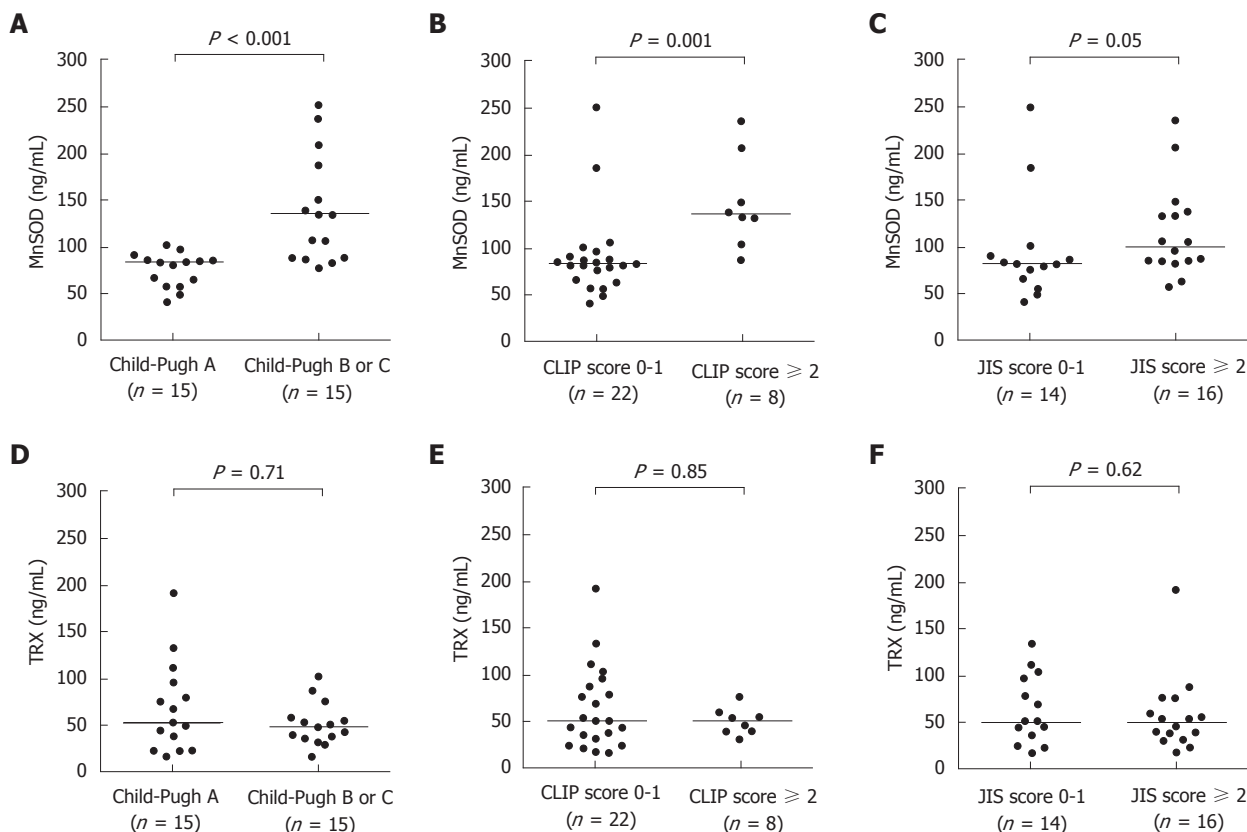 A
P < 0.001
300
250
200
150
100
50
0
MnSOD (ng/mL)
Child-Pugh A
(n = 15)
Child-Pugh B or C
(n = 15)
B
P = 0.001
300
250
200
150
100
50
0
MnSOD (ng/mL)
CLIP score 0-1
(n = 22)
CLIP score ⩾ 2
(n = 8)
C
P = 0.05
300
250
200
150
100
50
0
MnSOD (ng/mL)
JIS score 0-1
(n = 14)
JIS score ⩾ 2
(n = 16)
D
P = 0.71
300
250
200
150
100
50
0
TRX (ng/mL)
Child-Pugh A
(n = 15)
Child-Pugh B or C
(n = 15)
E
P = 0.85
300
250
200
150
100
50
0
TRX (ng/mL)
CLIP score 0-1
(n = 22)
CLIP score ⩾ 2
(n = 8)
F
P = 0.62
300
250
200
150
100
50
0
TRX (ng/mL)
JIS score 0-1
(n = 14)
JIS score ⩾ 2
(n = 16)